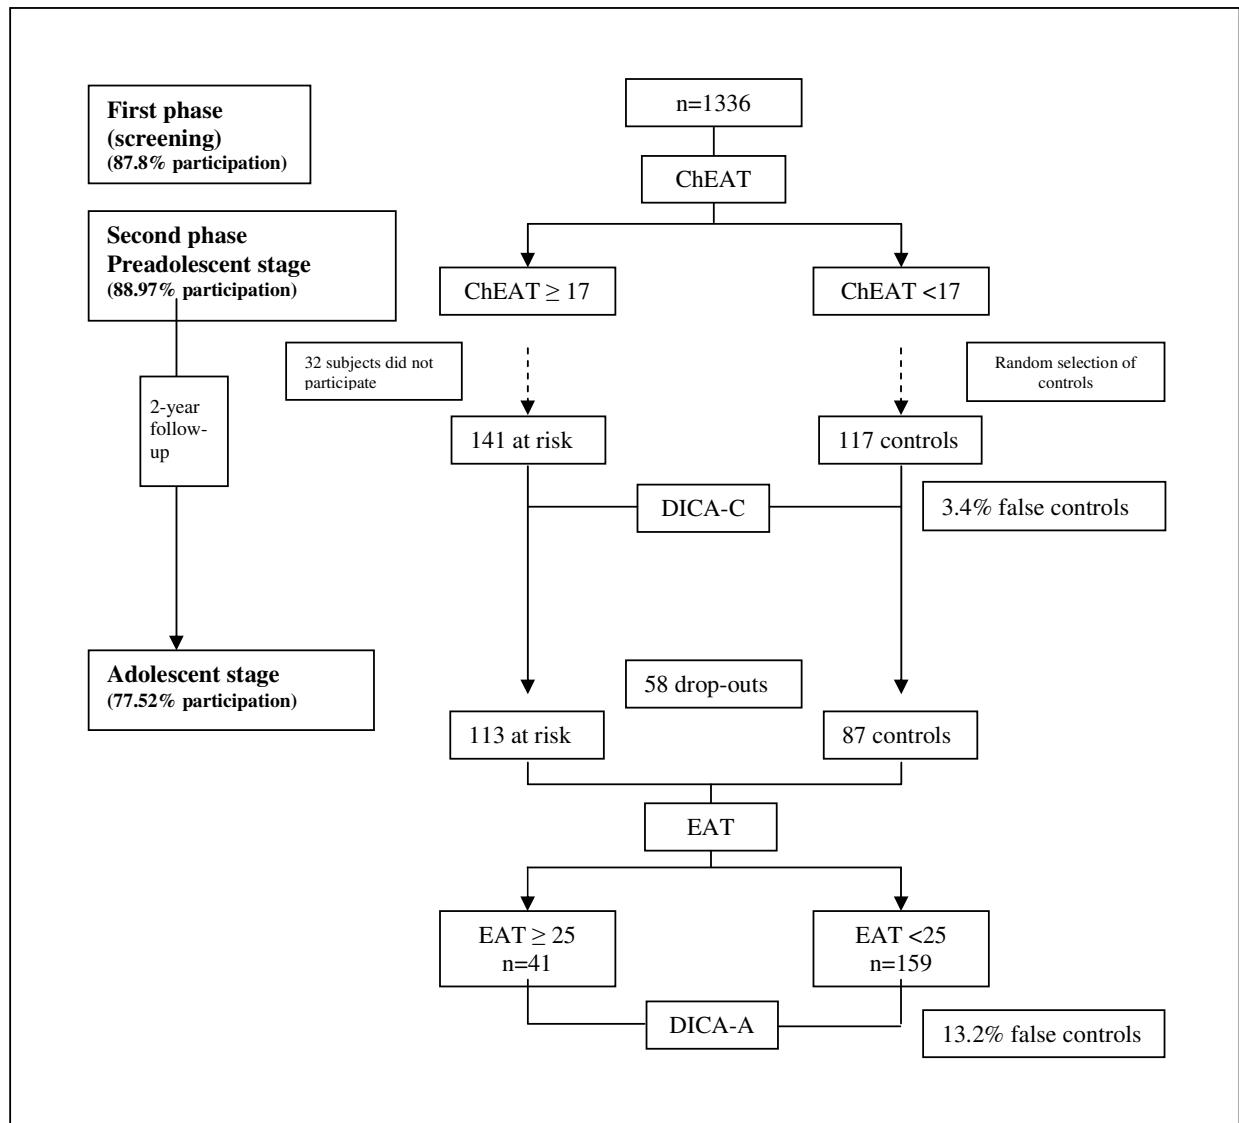 First phase
(screening)
(87.8% participation)
n=1336
ChEAT
Second phase
Preadolescent stage
(88.97% participation)
ChEAT ≥ 17
ChEAT <17
32 subjects did not
participate
Random selection of
controls
2-year
follow-
up
141 at risk
117 controls
DICA-C
3.4% false controls
Adolescent stage
(77.52% participation)
58 drop-outs
113 at risk
87 controls
EAT
EAT ≥ 25
n=41
EAT <25
n=159
DICA-A
13.2% false controls